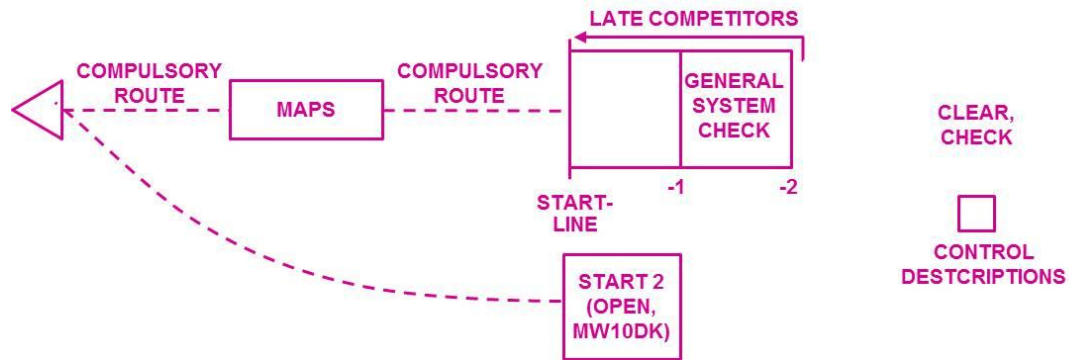 LATE COMPETITORS
COMPULSORY
ROUTE
MAPS
COMPULSORY
ROUTE
GENERAL
SYSTEM
CHECK
CLEAR,
CHECK
-1
-2
START-
LINE
START 2
(OPEN,
MW10DK)
CONTROL
DESTCRIPTIONS